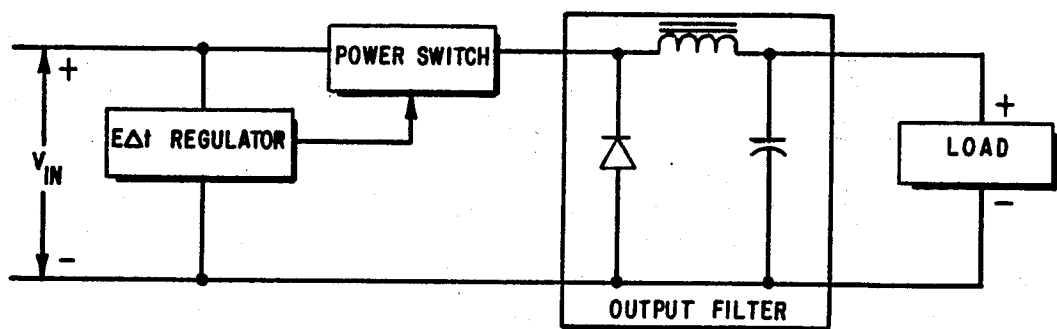 POWER SWITCH
+
+
EΔt REGULATOR
LOAD
V_IN
-
-
OUTPUT FILTER